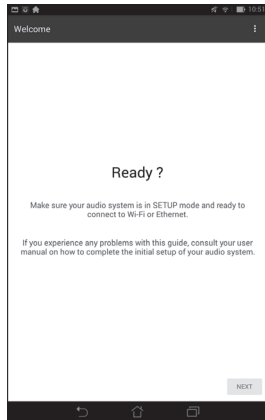 10:51
Welcome
Ready ?
Make sure your audio system is in SETUP mode and ready to
connect to Wi-Fi or Ethernet.
If you experience any problems with this guide, consult your user
manual on how to complete the initial setup of your audio system.
NEXT